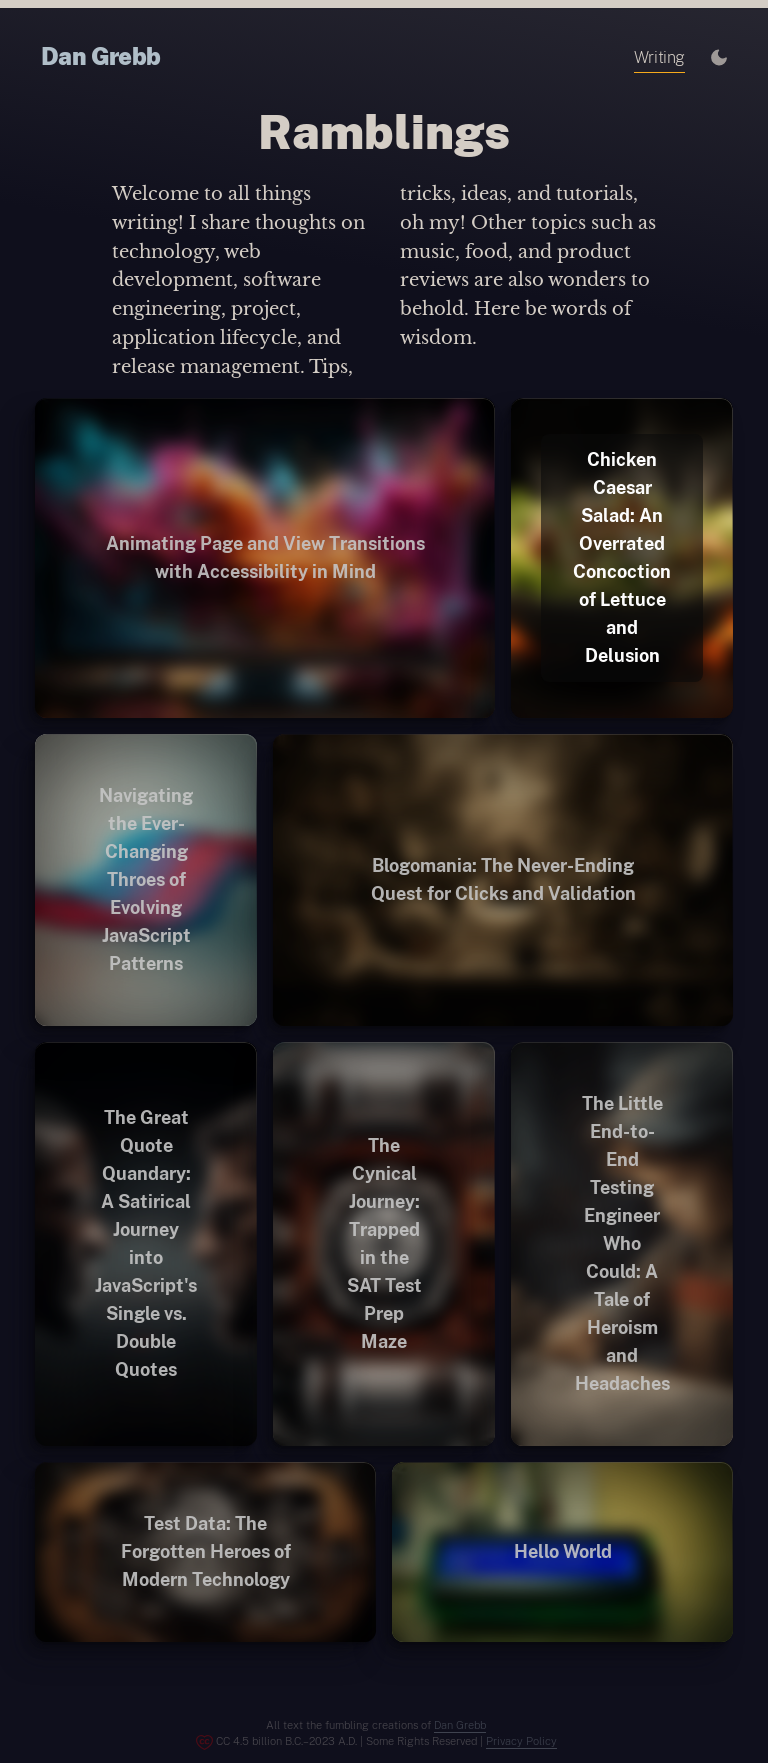 Dan Grebb
Writing
Ramblings
Welcome to all things
writing! I share thoughts on
technology, web
development, software
engineering, project,
application lifecycle, and
release management. Tips,
tricks, ideas, and tutorials,
oh my! Other topics such as
music, food, and product
reviews are also wonders to
behold. Here be words of
wisdom.
Animating Page and View Transitions
with Accessibility in Mind
Chicken
Caesar
Salad: An
Overrated
Concoction
of Lettuce
and
Delusion
Navigating
the Ever-
Changing
Throes of
Evolving
JavaScript
Patterns
Blogomania: The Never-Ending
Quest for Clicks and Validation
The Great
Quote
Quandary:
A Satirical
Journey
into
JavaScript's
Single vs.
Double
Quotes
The
Cynical
Journey:
Trapped
in the
SAT Test
Prep
Maze
The Little
End-to-
End
Testing
Engineer
Who
Could: A
Tale of
Heroism
and
Headaches
Test Data: The
Forgotten Heroes of
Modern Technology
Hello World
All text the fumbling creations of Dan Grebb
CC 4.5 billion B.C.–2023 A.D. | Some Rights Reserved | Privacy Policy